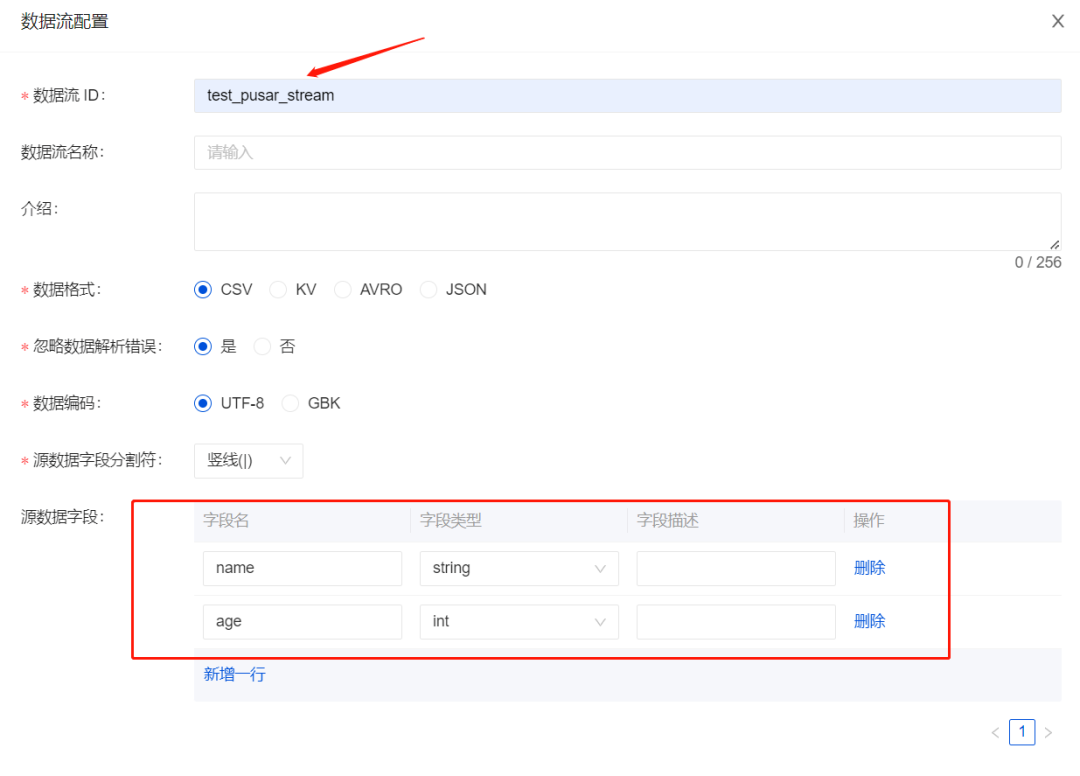 数据流配置
* 数据流 ID: test_pusar_stream
数据流名称: 请输入
介绍:
0 / 256
* 数据格式: CSV KV AVRO JSON
* 忽略数据解析错误: 是 否
* 数据编码: UTF-8 GBK
* 源数据字段分割符: 竖线(|)
源数据字段: 字段名 字段类型 字段描述 操作
name string 删除
age int 删除
新增一行
< 1 >